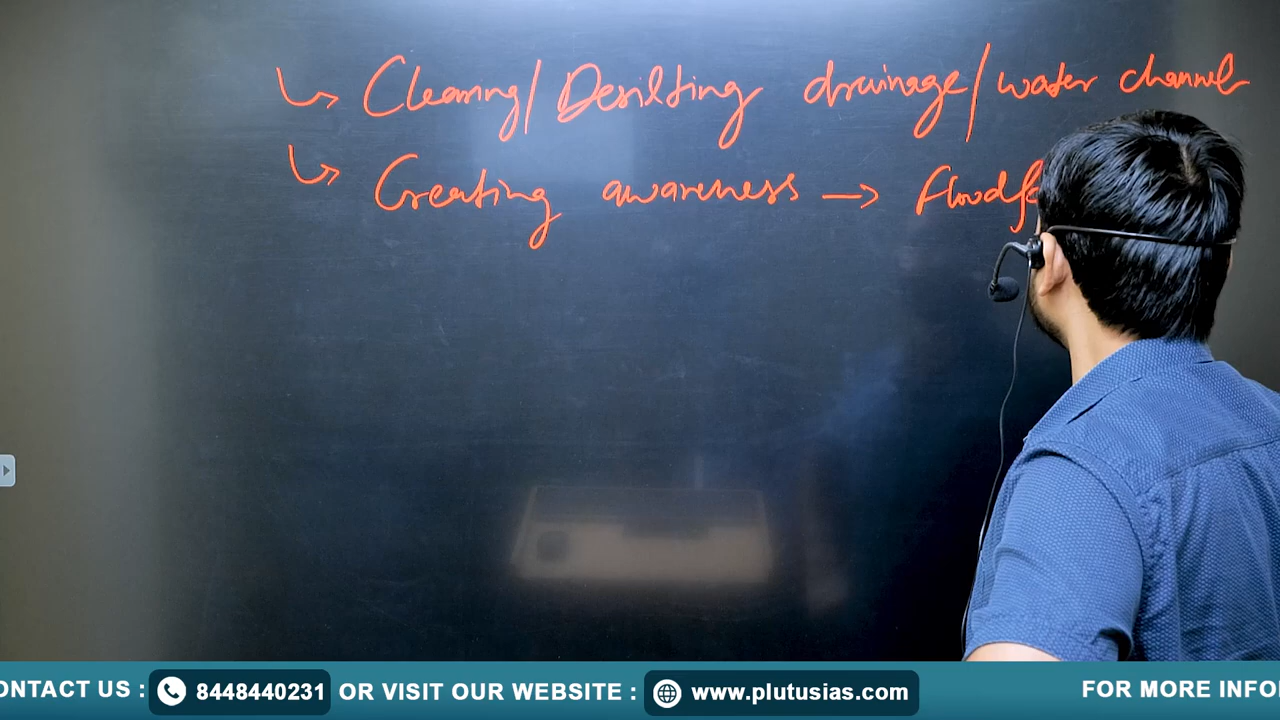 ↳ Clearing/Desilting drainage/water channel
↳ Creating awareness →
ONTACT US : 8448440231 OR VISIT OUR WEBSITE : www.plutusias.com FOR MORE INFO